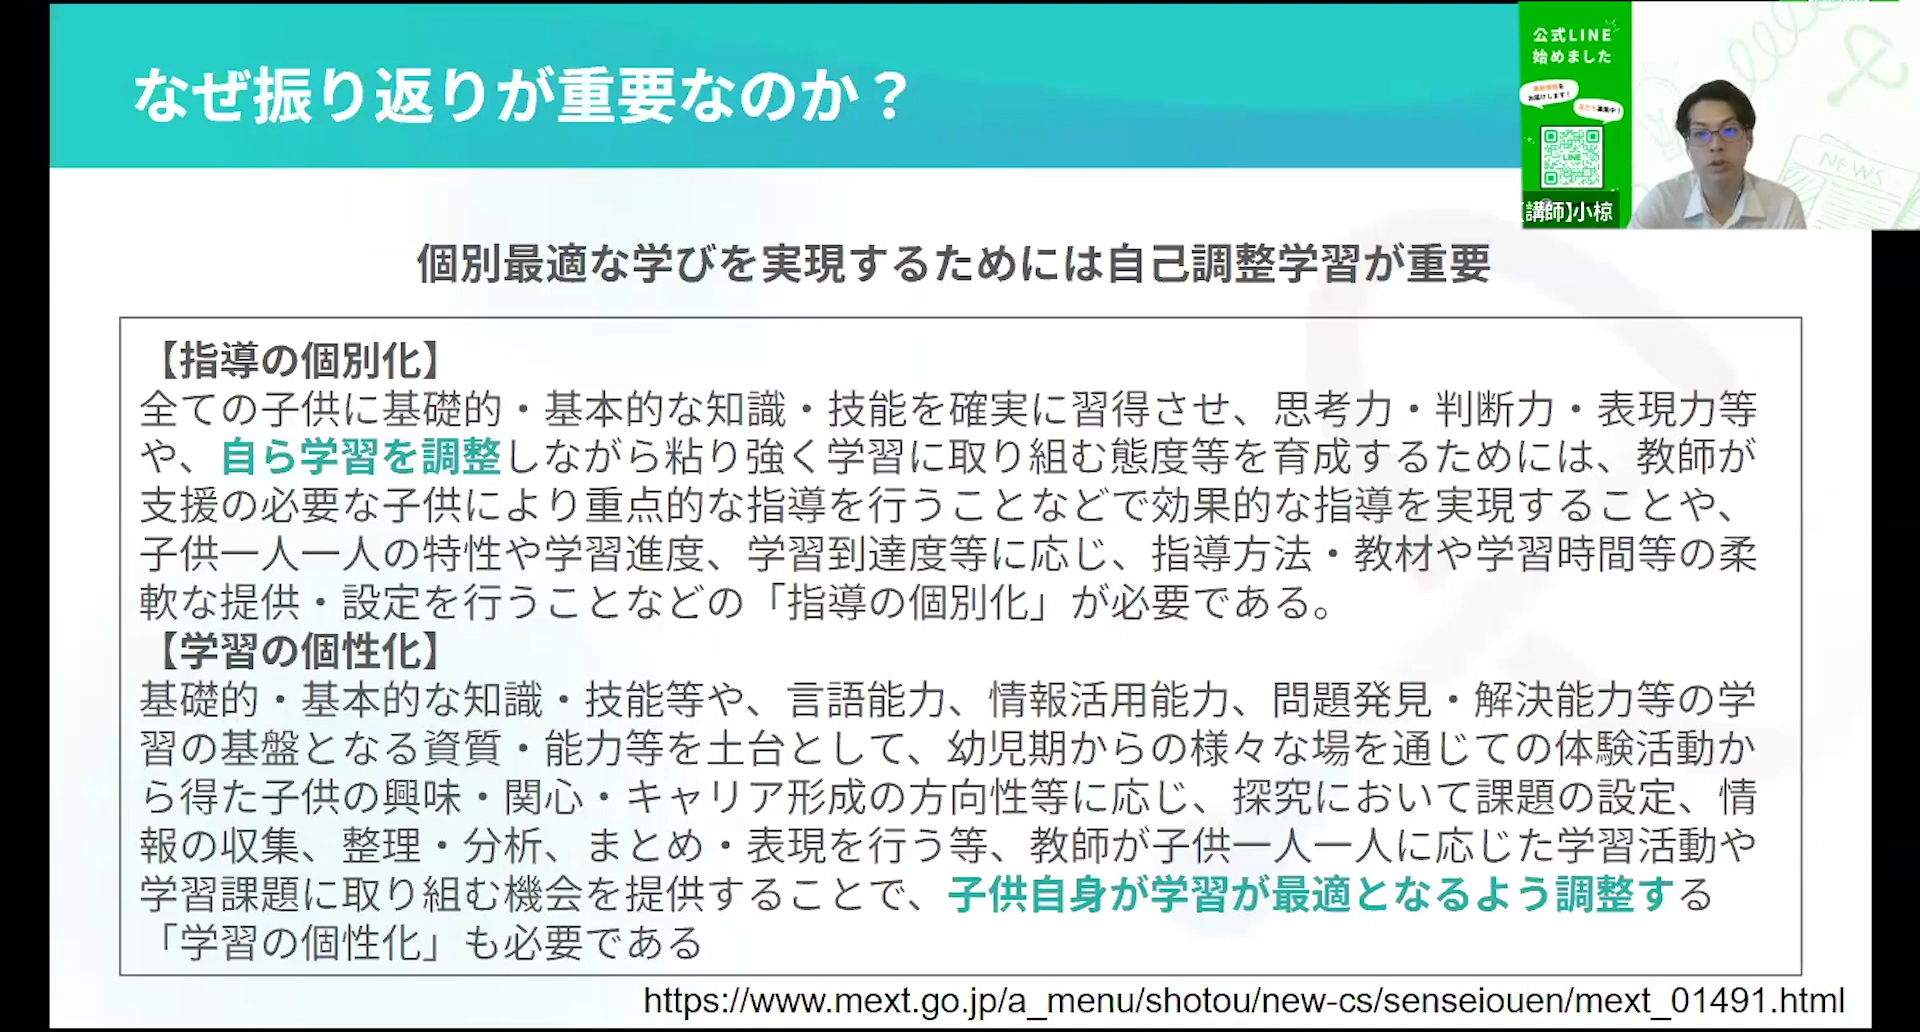 なぜ振り返りが重要なのか？
公式LINE
始めました
最新情報を
お届けします！
友だち募集中！
LINE
【講師】小椋
NEWS
個別最適な学びを実現するためには自己調整学習が重要
【指導の個別化】
全ての子供に基礎的・基本的な知識・技能を確実に習得させ、思考力・判断力・表現力等
や、自ら学習を調整しながら粘り強く学習に取り組む態度等を育成するためには、教師が
支援の必要な子供により重点的な指導を行うことなどで効果的な指導を実現することや、
子供一人一人の特性や学習進度、学習到達度等に応じ、指導方法・教材や学習時間等の柔
軟な提供・設定を行うことなどの「指導の個別化」が必要である。
【学習の個性化】
基礎的・基本的な知識・技能等や、言語能力、情報活用能力、問題発見・解決能力等の学
習の基盤となる資質・能力等を土台として、幼児期からの様々な場を通じての体験活動か
ら得た子供の興味・関心・キャリア形成の方向性等に応じ、探究において課題の設定、情
報の収集、整理・分析、まとめ・表現を行う等、教師が子供一人一人に応じた学習活動や
学習課題に取り組む機会を提供することで、子供自身が学習が最適となるよう調整する
「学習の個性化」も必要である
https://www.mext.go.jp/a_menu/shotou/new-cs/senseiouen/mext_01491.html